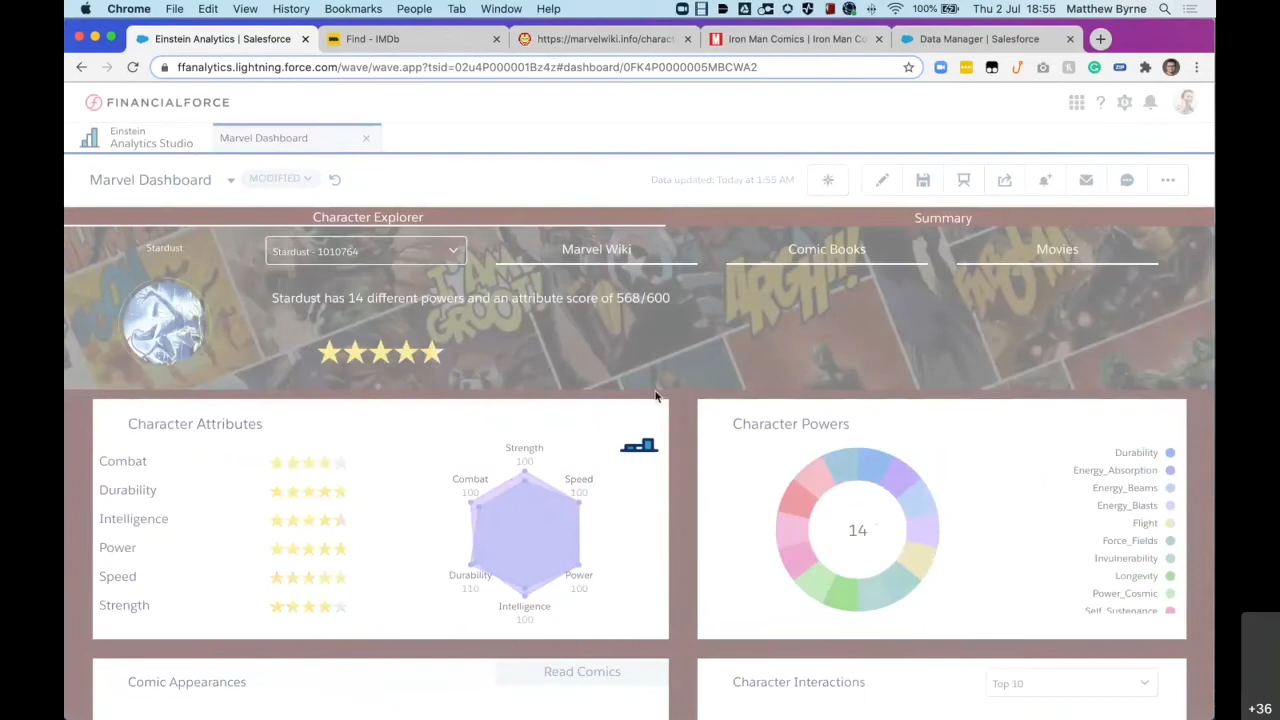 Chrome File Edit View History Bookmarks People Tab Window Help 100% Thu 2 Jul 18:55 Matthew Byrne
Einstein Analytics | Salesforce Find - IMDb https://marvelwiki.info/charact Iron Man Comics | Iron Man Co Data Manager | Salesforce
ffanalytics.lightning.force.com/wave/wave.app?tsid=02u4P000001Bz4z#dashboard/0FK4P0000005MBCWA2
FINANCIALFORCE
Einstein
Analytics Studio
Marvel Dashboard
Marvel Dashboard MODIFIED Data updated: Today at 1:55 AM
Character Explorer Summary
Stardust Stardust - 1010764 Marvel Wiki Comic Books Movies
Stardust has 14 different powers and an attribute score of 568/600
I AM GROOT ARGH!
Character Attributes
Combat
Durability
Intelligence
Power
Speed
Strength
Strength
100
Combat
100
Speed
100
Durability
110
Power
100
Intelligence
100
Character Powers
14
Durability
Energy_Absorption
Energy_Beams
Energy_Blasts
Flight
Force_Fields
Invulnerability
Longevity
Power_Cosmic
Self_Sustenance
Comic Appearances Read Comics
Character Interactions Top 10
+36